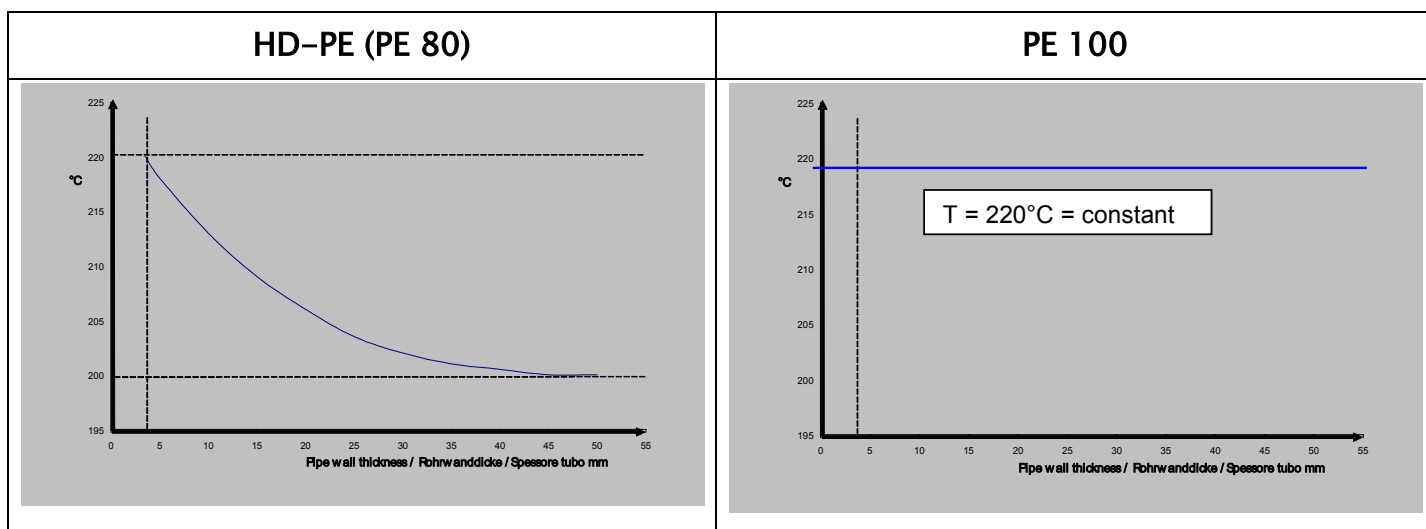 HD-PE (PE 80)
PE 100
225
220
°C
215
210
205
200
195
0 5 10 15 20 25 30 35 40 45 50 55
Pipe wall thickness / Rohrwanddicke / Spessore tubo mm
225
220
°C
215
T = 220°C = constant
210
205
200
195
0 5 10 15 20 25 30 35 40 45 50 55
Pipe wall thickness / Rohrwanddicke / Spessore tubo mm